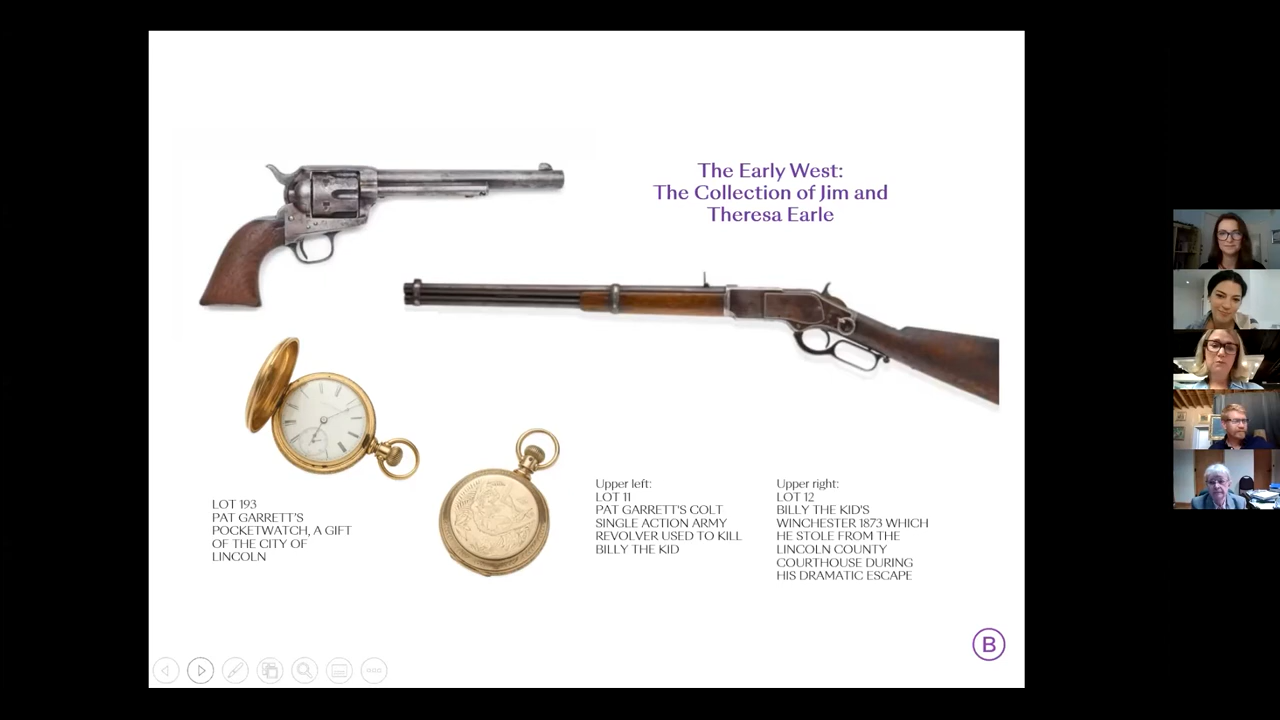 The Early West:
The Collection of Jim and
Theresa Earle
LOT 193
PAT GARRETT'S
POCKETWATCH, A GIFT
OF THE CITY OF
LINCOLN
Upper left:
LOT 11
PAT GARRETT'S COLT
SINGLE ACTION ARMY
REVOLVER USED TO KILL
BILLY THE KID
Upper right:
LOT 12
BILLY THE KID'S
WINCHESTER 1873 WHICH
HE STOLE FROM THE
LINCOLN COUNTY
COURTHOUSE DURING
HIS DRAMATIC ESCAPE
B